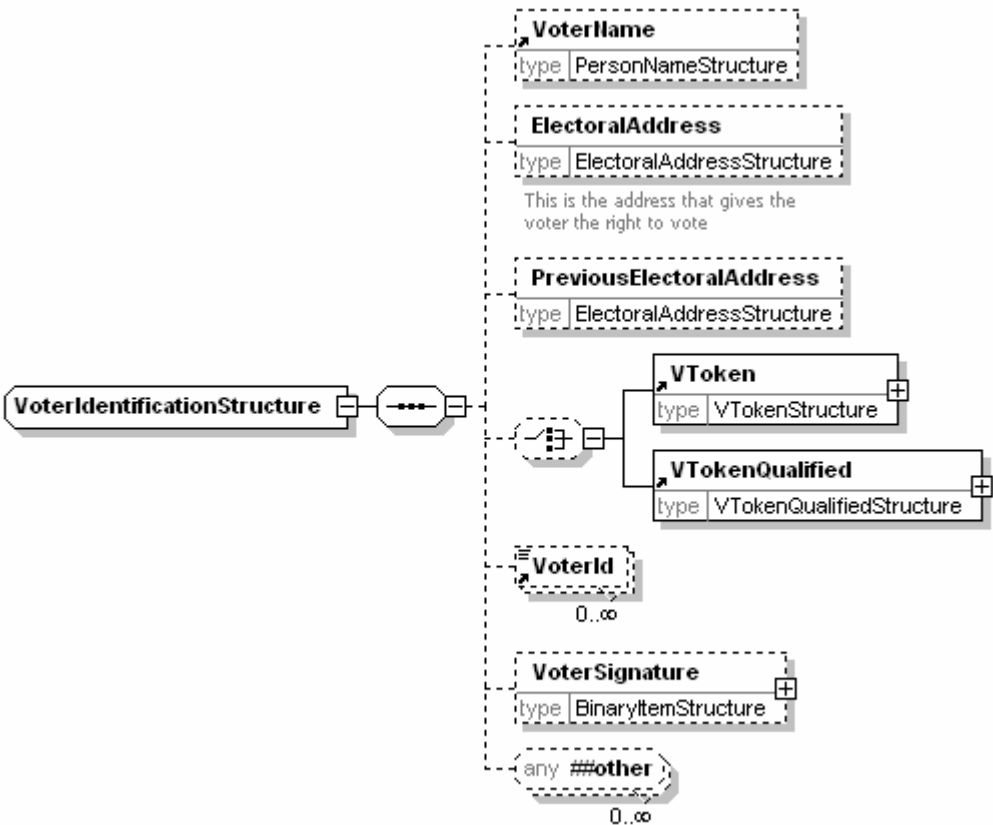 VoterName
type PersonNameStructure
ElectoralAddress
type ElectoralAddressStructure
This is the address that gives the
voter the right to vote
PreviousElectoralAddress
type ElectoralAddressStructure
VoterIdentificationStructure
VToken
type VTokenStructure
VTokenQualified
type VTokenQualifiedStructure
VoterId
0..∞
VoterSignature
type BinaryItemStructure
any ##other
0..∞